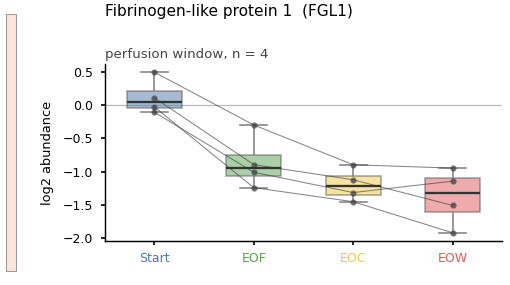 Fibrinogen-like protein 1 (FGL1)
perfusion window, n = 4
log2 abundance
0.5
0.0
−0.5
−1.0
−1.5
−2.0
Start EOF EOC EOW